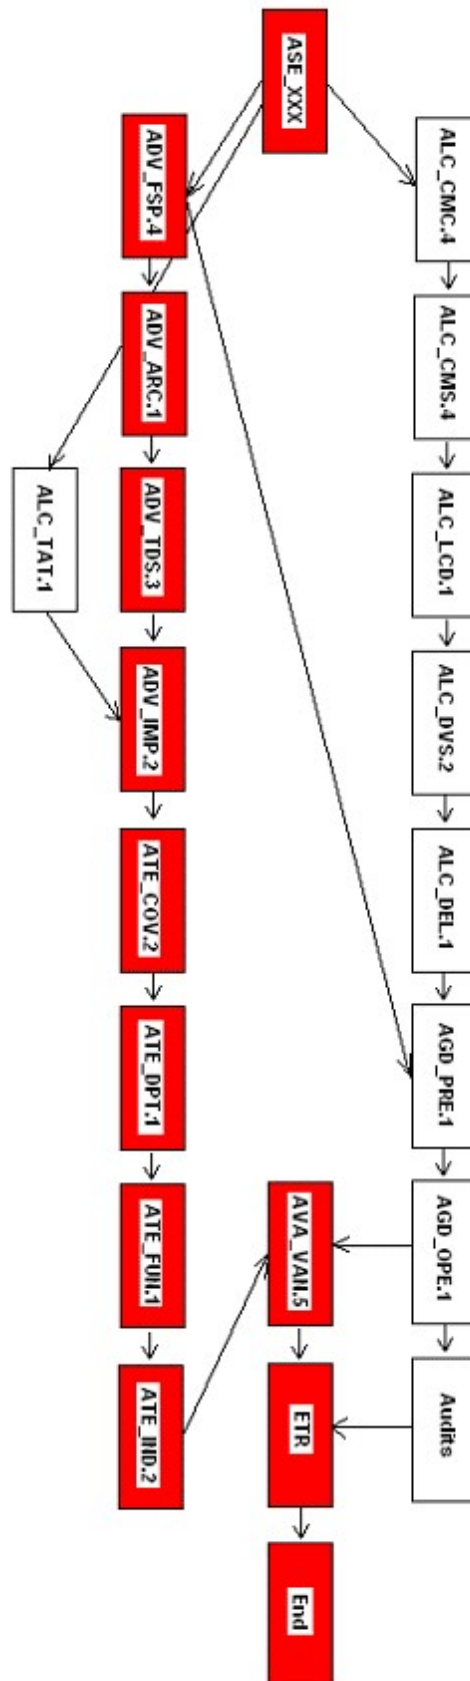 ASE_XXX
ALC_CMC.4
ALC_CMS.4
ALC_LCD.1
ALC_DVS.2
ALC_DEL.1
AGD_PRE.1
AGD_OPE.1
Audits
AVA_VAN.5
ETR
End
ADV_FSP.4
ADV_ARC.1
ADV_TDS.3
ADV_IMP.2
ATE_COV.2
ATE_DPT.1
ATE_FUN.1
ATE_IND.2
ALC_TAT.1